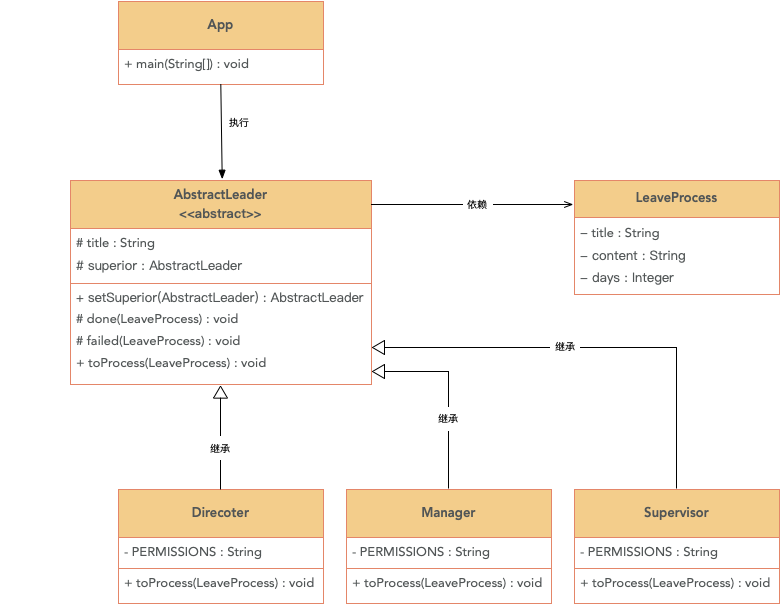 App
+ main(String[]) : void
执行
AbstractLeader
<<abstract>>
# title : String
# superior : AbstractLeader
+ setSuperior(AbstractLeader) : AbstractLeader
# done(LeaveProcess) : void
# failed(LeaveProcess) : void
+ toProcess(LeaveProcess) : void
依赖
LeaveProcess
– title : String
– content : String
– days : Integer
继承
继承
继承
Direcoter
- PERMISSIONS : String
+ toProcess(LeaveProcess) : void
Manager
- PERMISSIONS : String
+ toProcess(LeaveProcess) : void
Supervisor
- PERMISSIONS : String
+ toProcess(LeaveProcess) : void